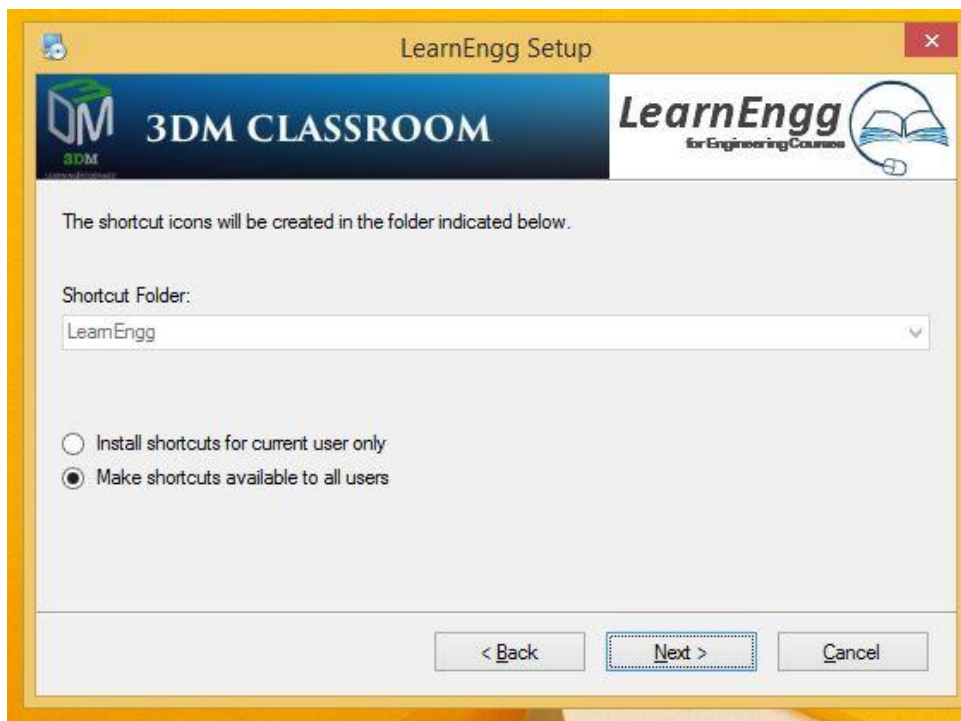 LearnEngg Setup
3DM
3DM CLASSROOM
LearnEngg
for Engineering Courses
The shortcut icons will be created in the folder indicated below.
Shortcut Folder:
LearnEngg
Install shortcuts for current user only
Make shortcuts available to all users
< Back
Next >
Cancel